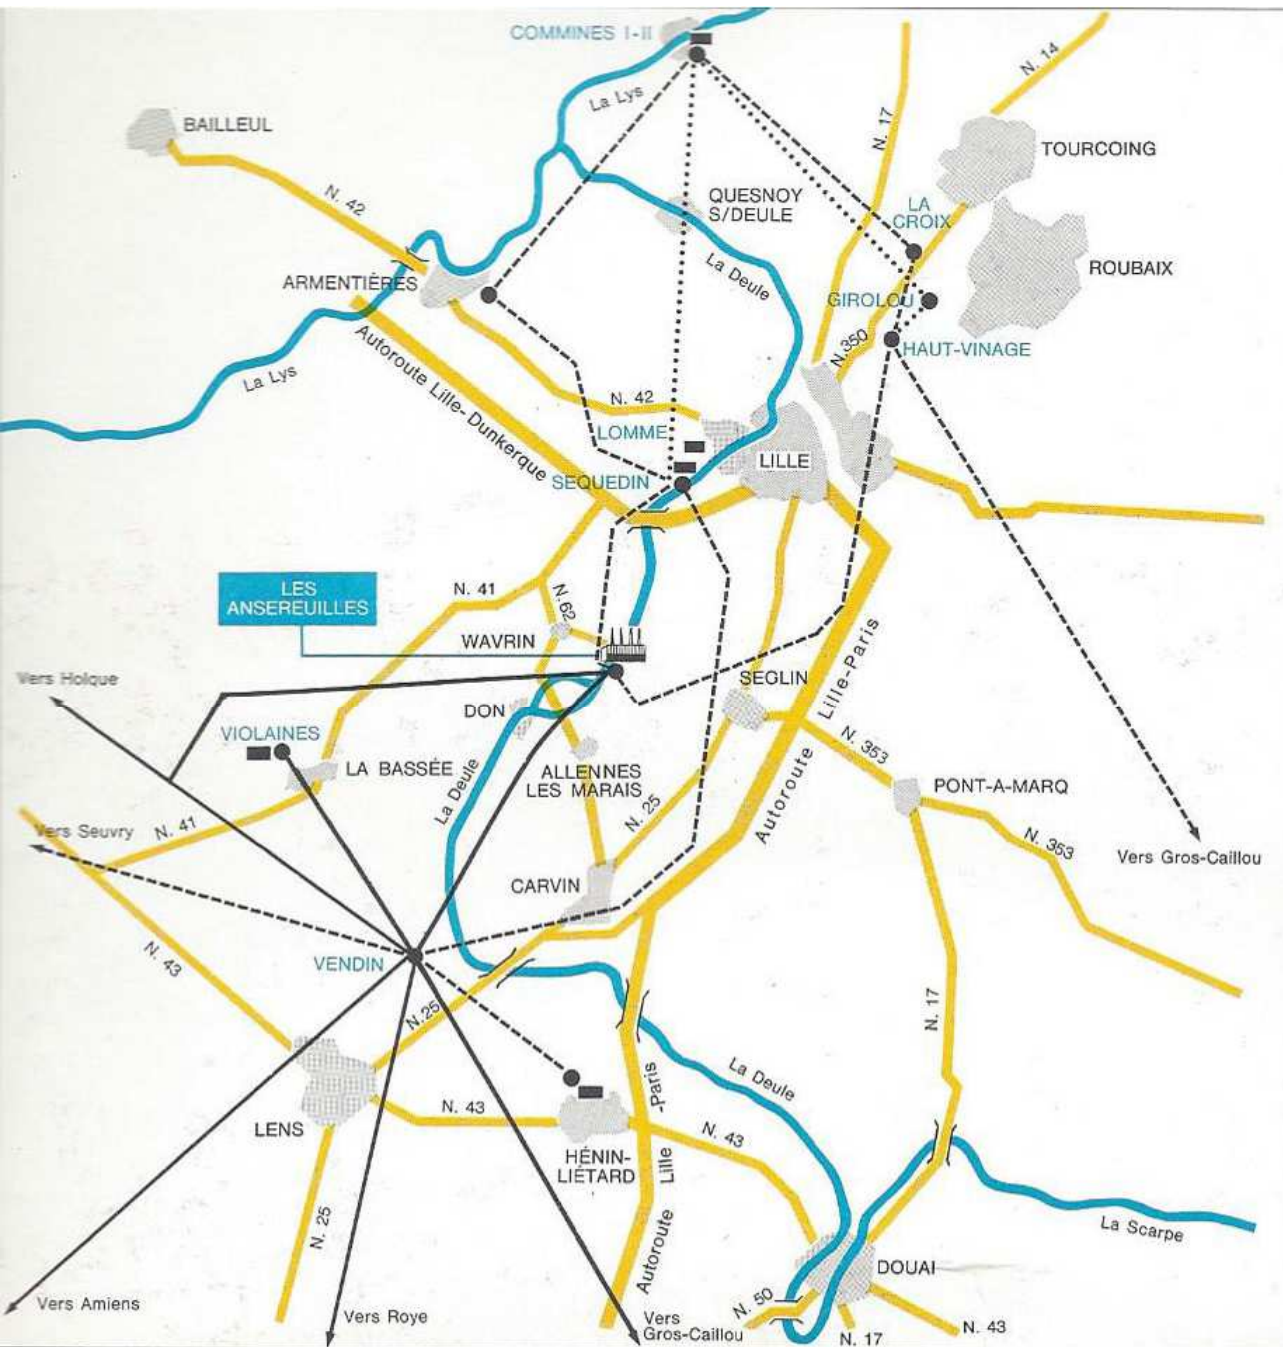 COMMINES I-II
N. 14
La Lys
BAILLEUL
N. 17
TOURCOING
N. 42
QUESNOY
S/DEULE
LA
CROIX
La Deule
ROUBAIX
ARMENTIÈRES
GIROLOU
Autoroute Lille-Dunkerque
N.350
HAUT-VINAGE
La Lys
N. 42
LOMME
LILLE
SEQUEDIN
LES
ANSEREUILLES
N. 41
N.62
WAVRIN
Vers Holque
SEGLIN
Autoroute Lille-Paris
DON
VIOLAINES
LA BASSÉE
ALLENNES
LES MARAIS
N. 353
PONT-A-MARQ
La Deule
N. 25
Vers Seuvry
N. 41
N. 353
Vers Gros-Caillou
CARVIN
N. 43
VENDIN
N.25
N. 17
La Deule
N. 43
LENS
N. 43
HÉNIN-
LIÉTARD
Autoroute Lille-Paris
N. 25
La Scarpe
DOUAI
Vers Amiens
Vers Roye
Vers
Gros-Caillou
N. 50
N. 17
N. 43